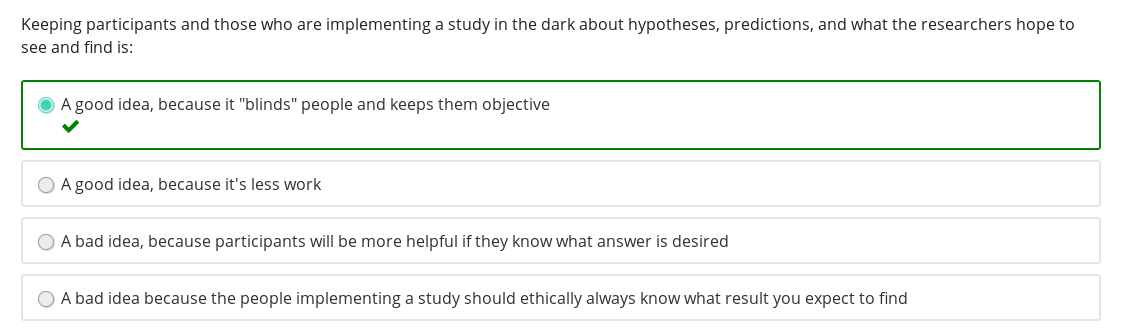 Keeping participants and those who are implementing a study in the dark about hypotheses, predictions, and what the researchers hope to
see and find is:
A good idea, because it "blinds" people and keeps them objective
A good idea, because it's less work
A bad idea, because participants will be more helpful if they know what answer is desired
A bad idea because the people implementing a study should ethically always know what result you expect to find